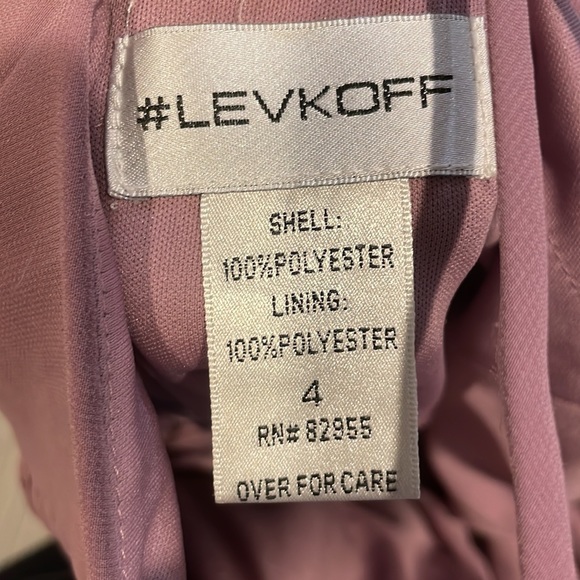 #LEVKOFF
SHELL:
100%POLYESTER
LINING:
100%POLYESTER
4
RN# 82955
OVER FOR CARE